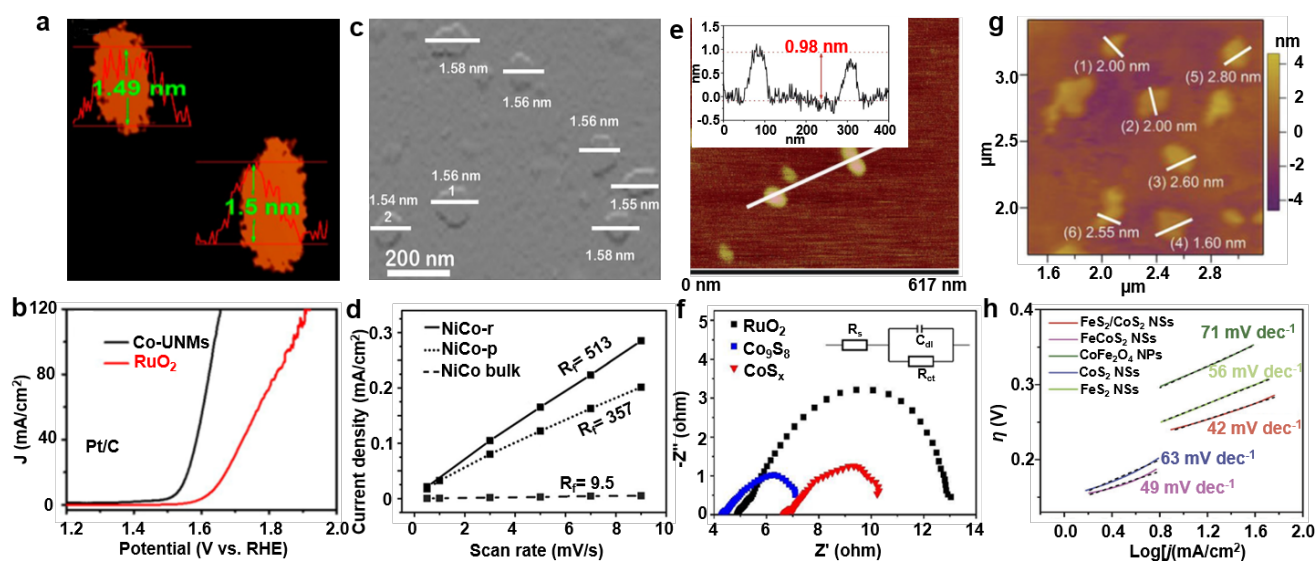 a
1.49 nm
1.5 nm
b
120
80
40
0
J (mA/cm²)
Co-UNMs
RuO₂
Pt/C
1.2
1.4
1.6
1.8
2.0
Potential (V vs. RHE)
c
1.58 nm
1.56 nm
1.56 nm
1.56 nm
1
1.54 nm
2
1.55 nm
1.58 nm
200 nm
d
0.3
0.2
0.1
0
Current density (mA/cm²)
NiCo-r
NiCo-p
NiCo bulk
R_f= 513
R_f= 357
R_f= 9.5
0
2
4
6
8
10
Scan rate (mV/s)
e
1.5
1.0
0.5
0.0
-0.5
nm
0.98 nm
0
100
200
300
400
nm
0 nm
617 nm
f
5
4
3
2
1
0
-Z'' (ohm)
RuO₂
Co₉S₈
CoSₓ
R_s
C_dl
R_ct
4
6
8
10
12
14
Z' (ohm)
g
nm
4
2
0
-2
-4
3.0
2.5
2.0
μm
(1) 2.00 nm
(5) 2.80 nm
(2) 2.00 nm
(3) 2.60 nm
(6) 2.55 nm
(4) 1.60 nm
1.6
2.0
2.4
2.8
μm
h
0.4
0.3
0.2
η (V)
FeS₂/CoS₂ NSs
FeCoS₂ NSs
CoFe₂O₄ NPs
CoS₂ NSs
FeS₂ NSs
71 mV dec⁻¹
56 mV dec⁻¹
42 mV dec⁻¹
63 mV dec⁻¹
49 mV dec⁻¹
0.0
0.5
1.0
1.5
2.0
Log[j(mA/cm²)